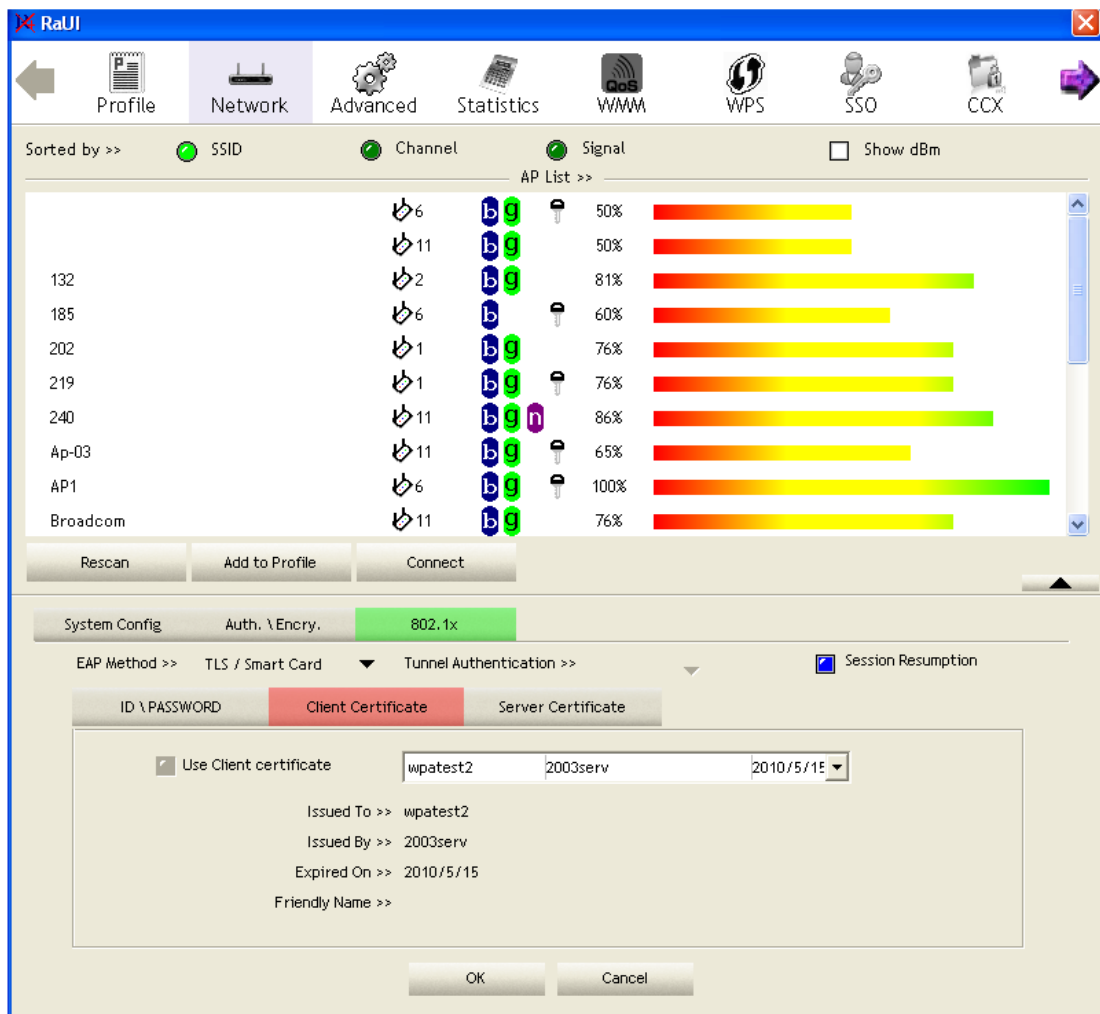 RaUI
Profile Network Advanced Statistics QoS WMM WPS SSO CCX
Sorted by >> SSID Channel Signal Show dBm
AP List >>
6 b g 50%
11 b g 50%
132 2 b g 81%
185 6 b 60%
202 1 b g 76%
219 1 b g 76%
240 11 b g n 86%
Ap-03 11 b g 65%
AP1 6 b g 100%
Broadcom 11 b g 76%
Rescan Add to Profile Connect
System Config Auth. \ Encry. 802.1x
EAP Method >> TLS / Smart Card Tunnel Authentication >> Session Resumption
ID \ PASSWORD Client Certificate Server Certificate
Use Client certificate wpatest2 2003serv 2010/5/15
Issued To >> wpatest2
Issued By >> 2003serv
Expired On >> 2010/5/15
Friendly Name >>
OK Cancel